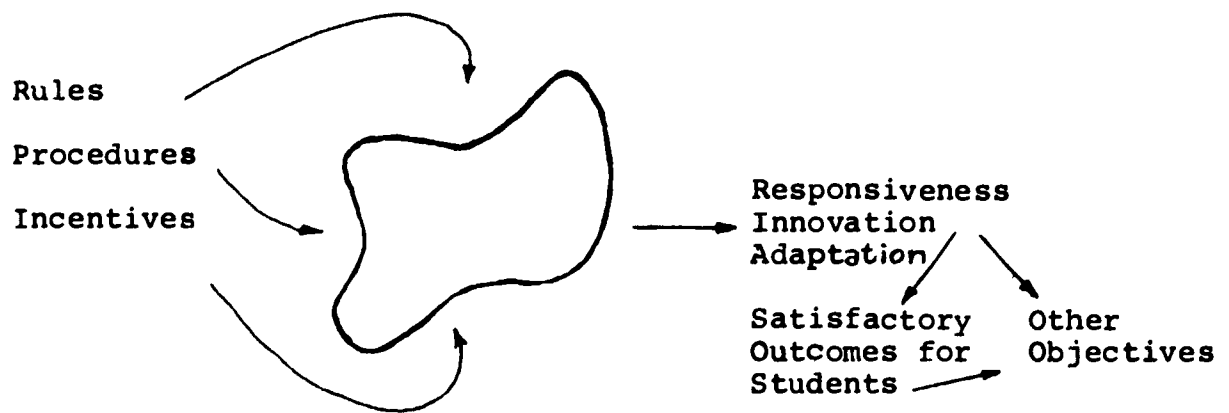 Rules
Procedures
Incentives
Responsiveness
Innovation
Adaptation
Satisfactory Other
Outcomes for Objectives
Students